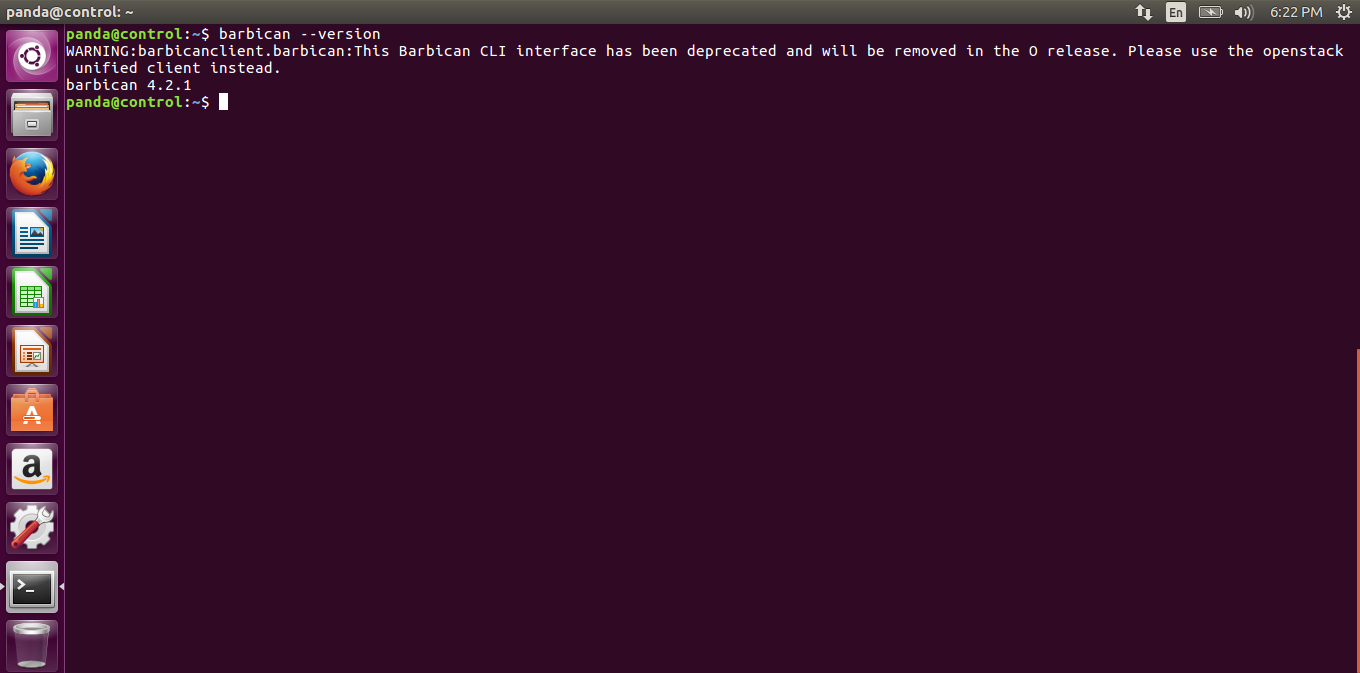 panda@control: ~
En
6:22 PM
panda@control:~$ barbican --version
WARNING:barbicanclient.barbican:This Barbican CLI interface has been deprecated and will be removed in the O release. Please use the openstack
unified client instead.
barbican 4.2.1
panda@control:~$
A
a
>_